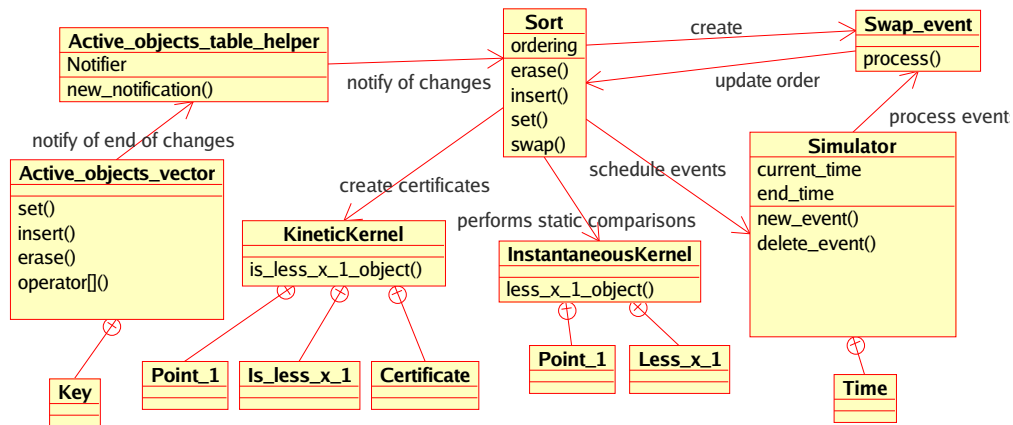 Active_objects_table_helper
Notifier
new_notification()
notify of changes
Sort
ordering
erase()
insert()
set()
swap()
create
update order
Swap_event
process()
process events
notify of end of changes
Active_objects_vector
set()
insert()
erase()
operator[]()
Key
create certificates
KineticKernel
is_less_x_1_object()
Point_1
Is_less_x_1
Certificate
performs static comparisons
InstantaneousKernel
less_x_1_object()
Point_1
Less_x_1
schedule events
Simulator
current_time
end_time
new_event()
delete_event()
Time